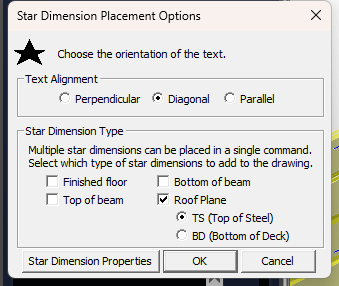 Star Dimension Placement Options
Choose the orientation of the text.
Text Alignment
Perpendicular Diagonal Parallel
Star Dimension Type
Multiple star dimensions can be placed in a single command.
Select which type of star dimensions to add to the drawing.
Finished floor Bottom of beam
Top of beam Roof Plane
TS (Top of Steel)
BD (Bottom of Deck)
Star Dimension Properties OK Cancel